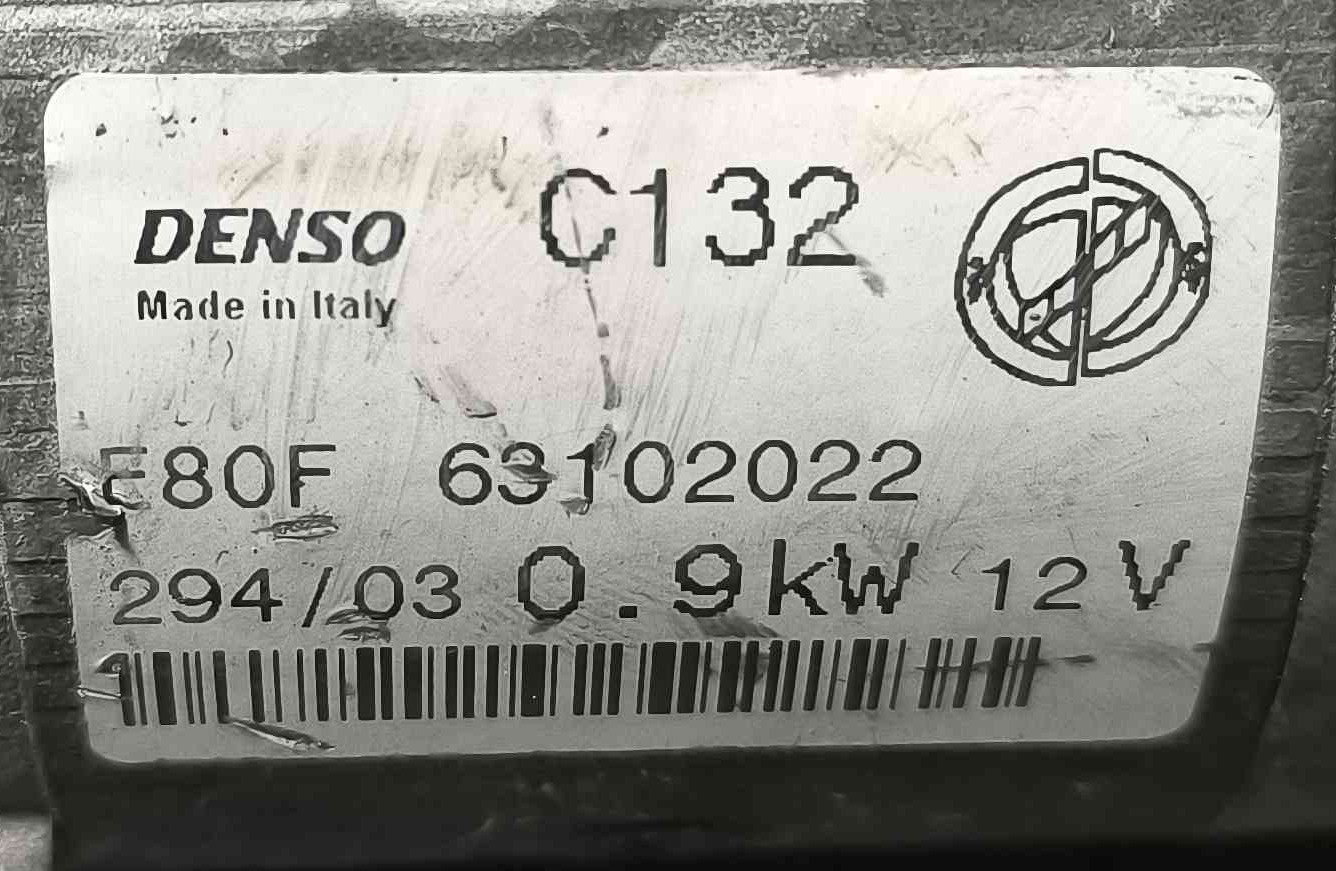 DENSO C132
Made in Italy
E80F 63102022
294/03 0.9kW 12V